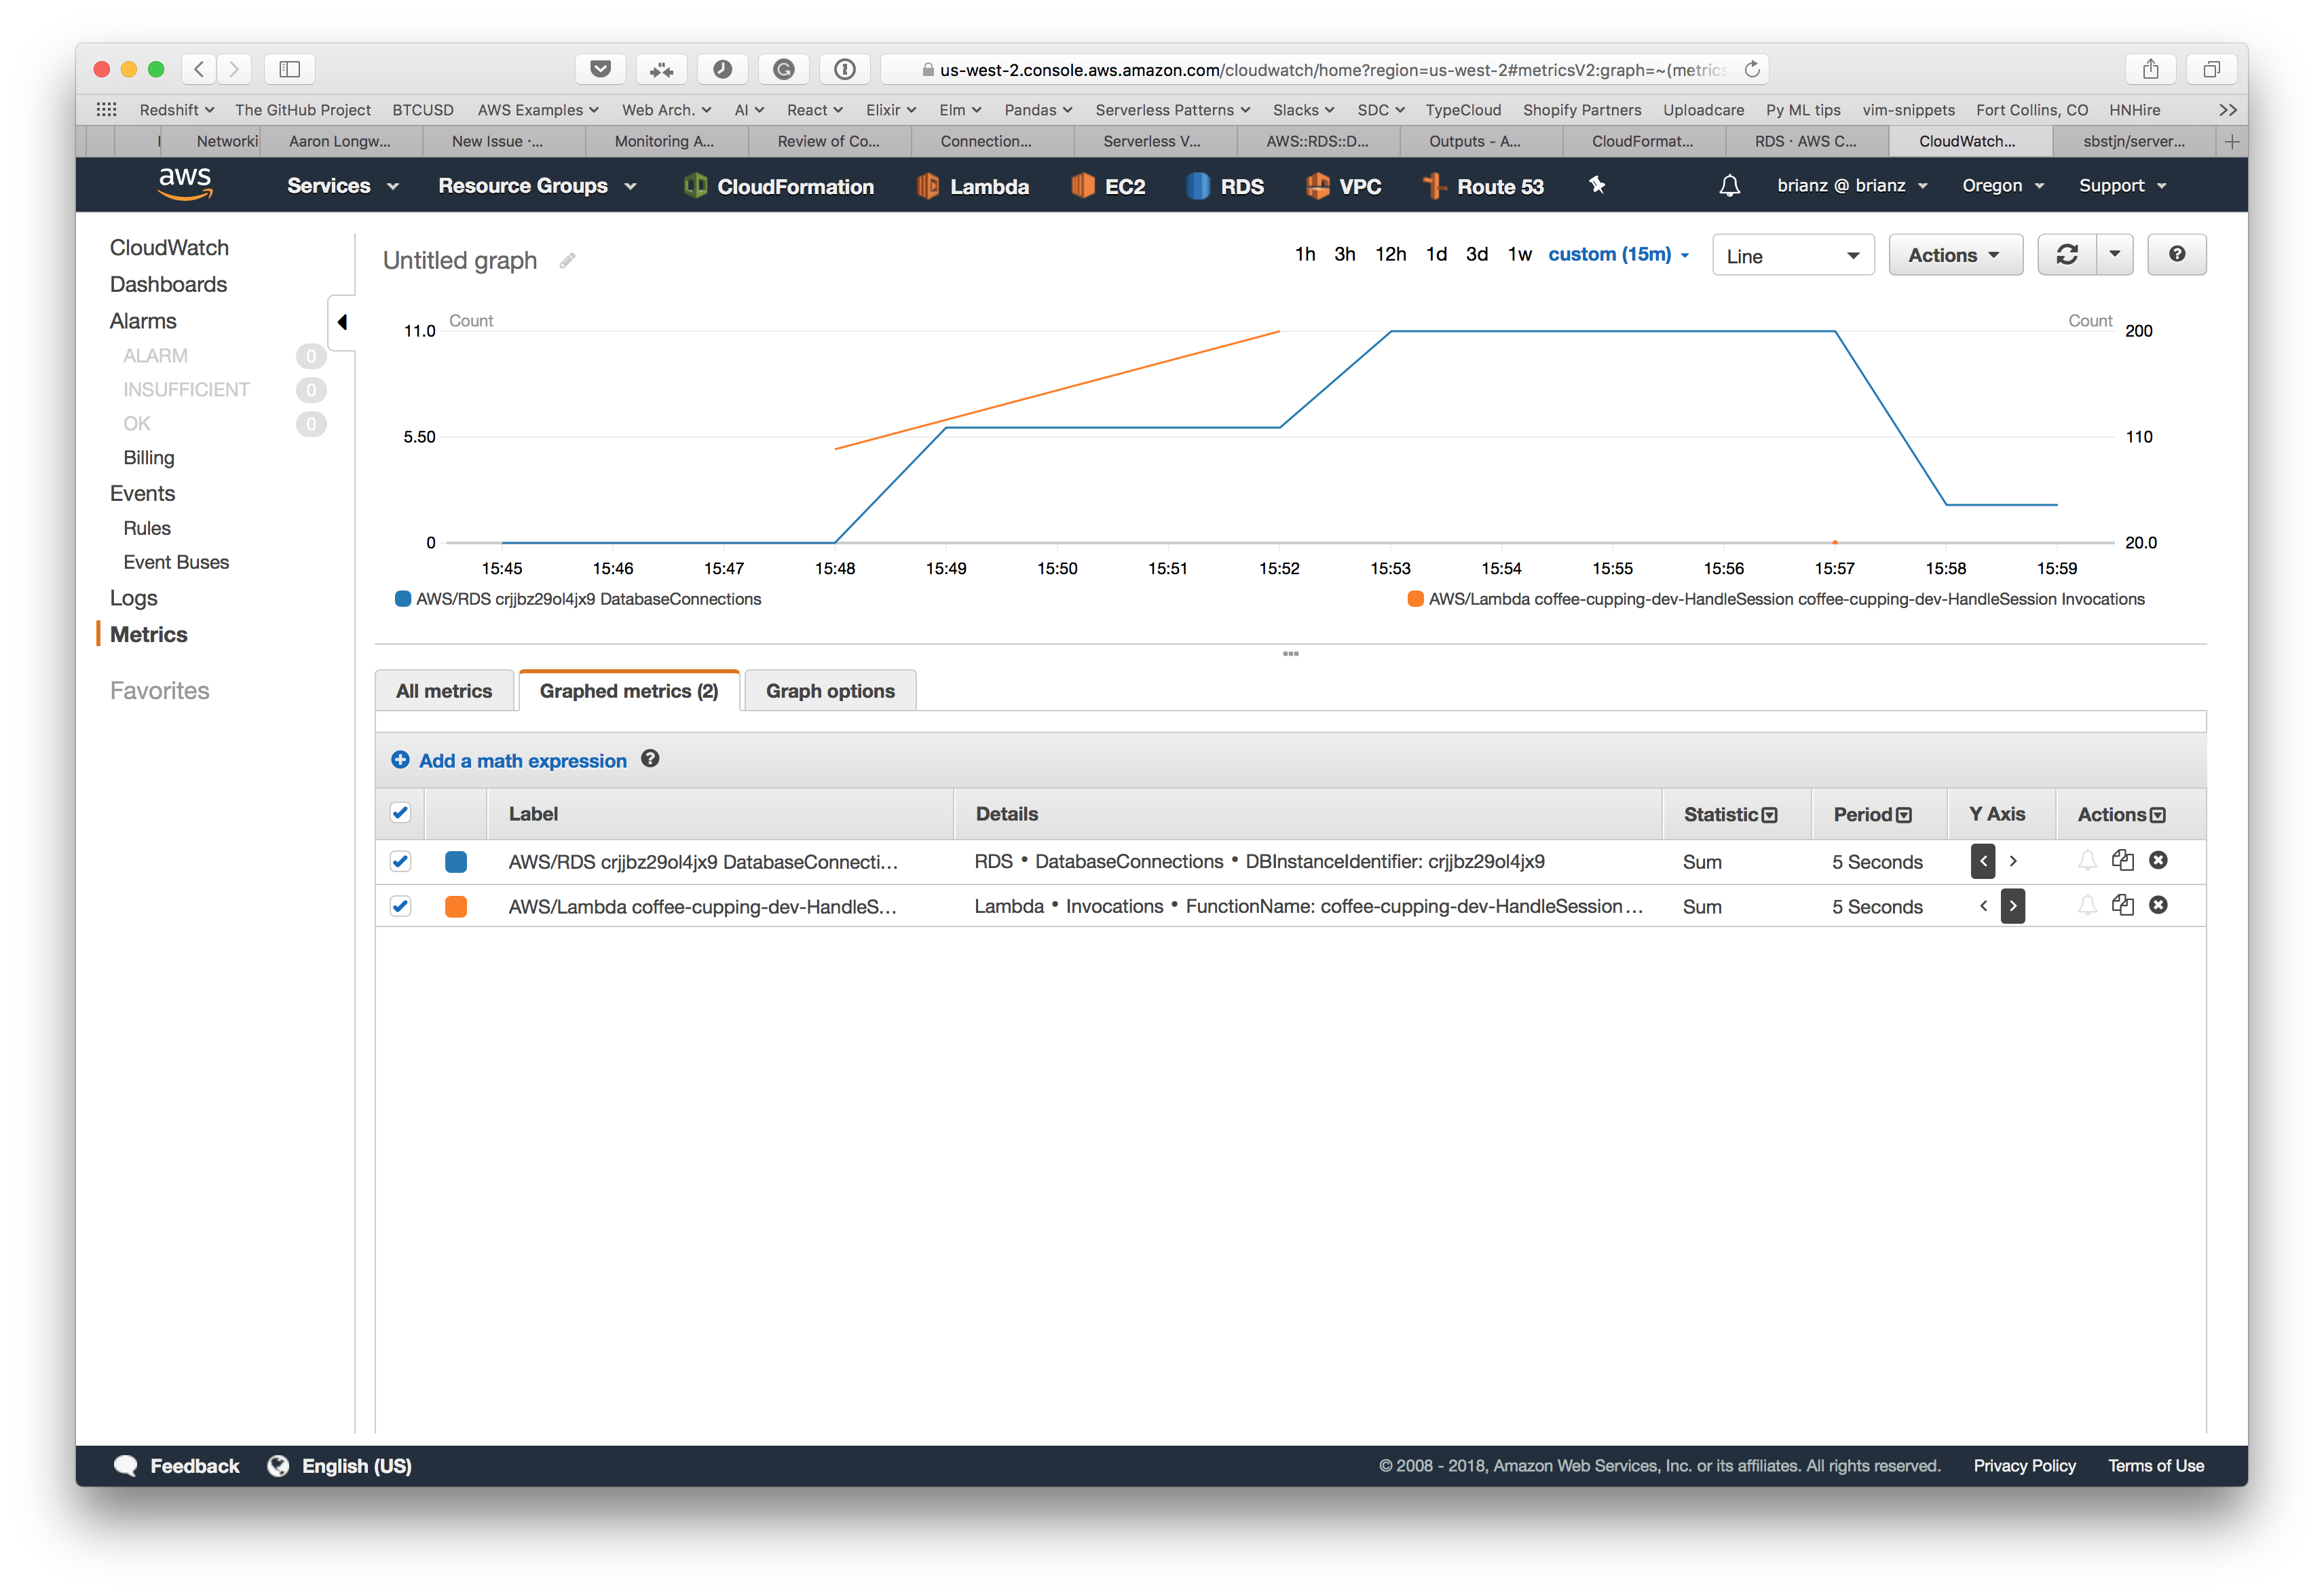 us-west-2.console.aws.amazon.com/cloudwatch/home?region=us-west-2#metricsV2:graph=~(metrics
Redshift The GitHub Project BTCUSD AWS Examples Web Arch. AI React Elixir Elm Pandas Serverless Patterns Slacks SDC TypeCloud Shopify Partners Uploadcare Py ML tips vim-snippets Fort Collins, CO HNHire
Networki Aaron Longw... New Issue ·... Monitoring A... Review of Co... Connection... Serverless V... AWS::RDS::D... Outputs - A... CloudFormat... RDS · AWS C... CloudWatch... sbstjn/server...
aws Services Resource Groups CloudFormation Lambda EC2 RDS VPC Route 53 brianz @ brianz Oregon Support
CloudWatch
Dashboards
Alarms
ALARM 0
INSUFFICIENT 0
OK 0
Billing
Events
Rules
Event Buses
Logs
Metrics
Favorites
Untitled graph
1h 3h 12h 1d 3d 1w custom (15m) Line Actions
Count Count
11.0 200
5.50 110
0 20.0
15:45 15:46 15:47 15:48 15:49 15:50 15:51 15:52 15:53 15:54 15:55 15:56 15:57 15:58 15:59
AWS/RDS crjjbz29ol4jx9 DatabaseConnections AWS/Lambda coffee-cupping-dev-HandleSession coffee-cupping-dev-HandleSession Invocations
All metrics Graphed metrics (2) Graph options
Add a math expression
Label Details Statistic Period Y Axis Actions
AWS/RDS crjjbz29ol4jx9 DatabaseConnecti... RDS • DatabaseConnections • DBInstanceIdentifier: crjjbz29ol4jx9 Sum 5 Seconds
AWS/Lambda coffee-cupping-dev-HandleS... Lambda • Invocations • FunctionName: coffee-cupping-dev-HandleSession... Sum 5 Seconds
Feedback English (US) © 2008 - 2018, Amazon Web Services, Inc. or its affiliates. All rights reserved. Privacy Policy Terms of Use